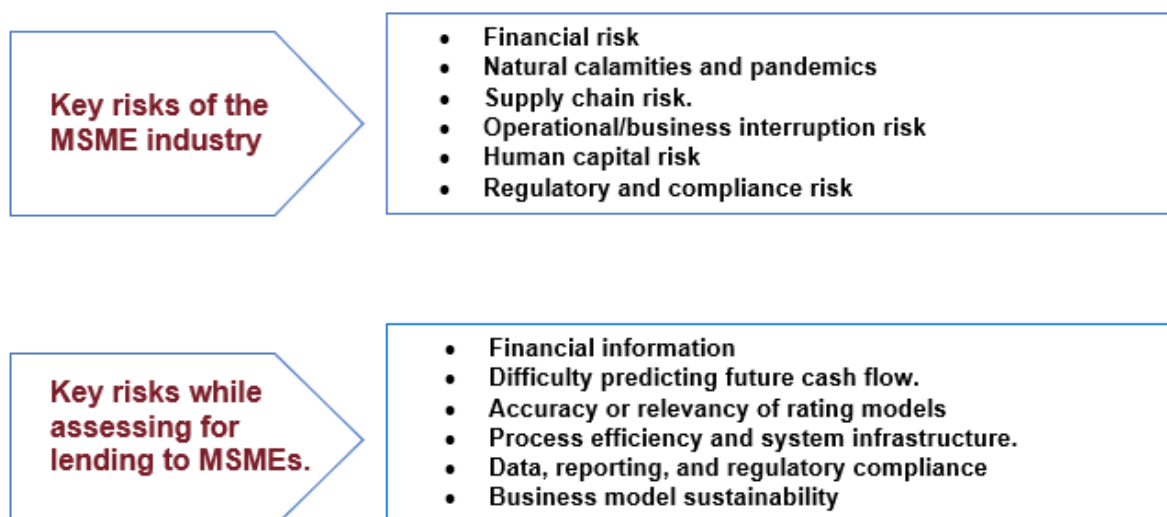 Key risks of the
MSME industry
• Financial risk
• Natural calamities and pandemics
• Supply chain risk.
• Operational/business interruption risk
• Human capital risk
• Regulatory and compliance risk
Key risks while
assessing for
lending to MSMEs.
• Financial information
• Difficulty predicting future cash flow.
• Accuracy or relevancy of rating models
• Process efficiency and system infrastructure.
• Data, reporting, and regulatory compliance
• Business model sustainability